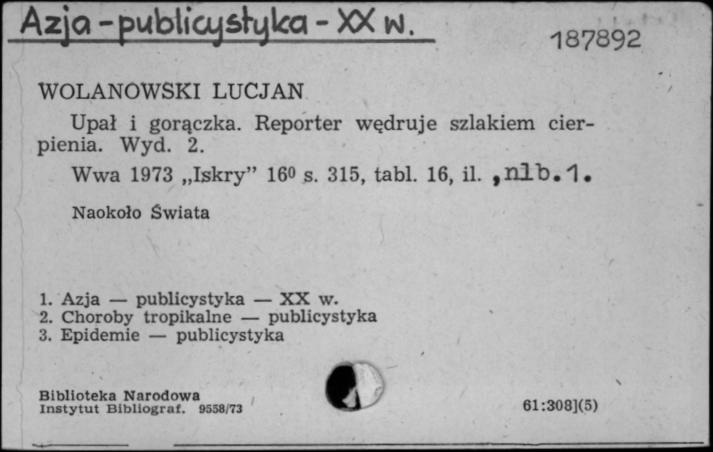 Azja - publicystyka - XX w.
187892
WOLANOWSKI LUCJAN
Upał i gorączka. Reporter wędruje szlakiem cier-
pienia. Wyd. 2.
Wwa 1973 „Iskry” 16⁰ s. 315, tabl. 16, il. ,nlb.1.
Naokoło Świata
1. Azja — publicystyka — XX w.
2. Choroby tropikalne — publicystyka
3. Epidemie — publicystyka
Biblioteka Narodowa
Instytut Bibliograf. 9558/73
61:308](5)